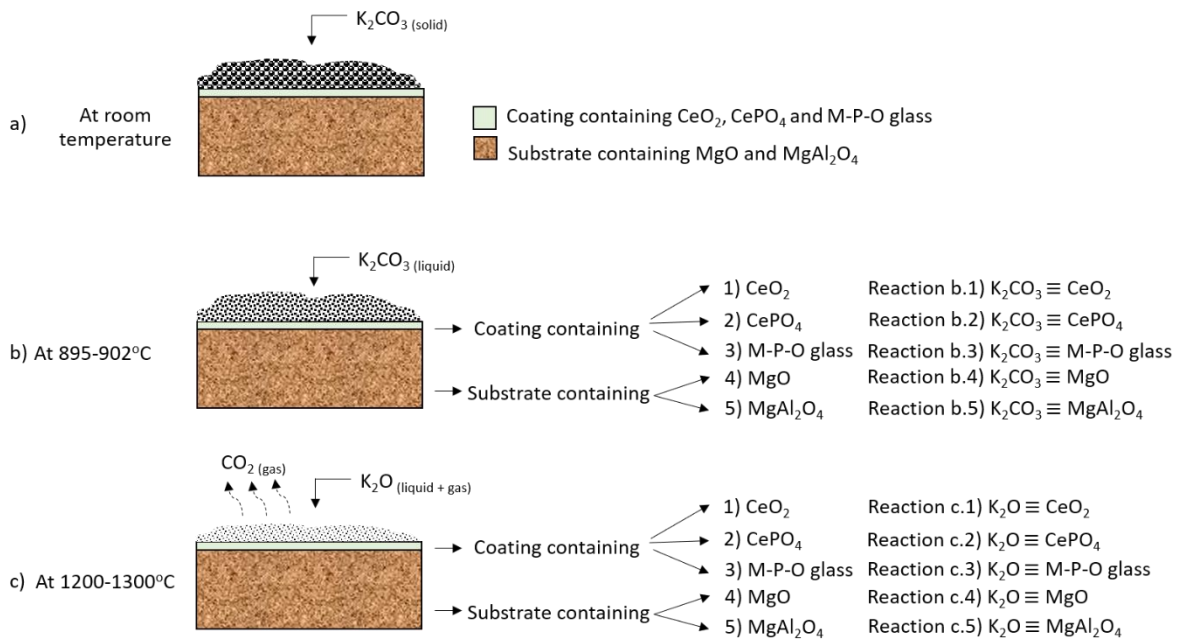 K₂CO₃ (solid)
a) At room
temperature
Coating containing CeO₂, CePO₄ and M-P-O glass
Substrate containing MgO and MgAl₂O₄
K₂CO₃ (liquid)
b) At 895-902°C
Coating containing
1) CeO₂ Reaction b.1) K₂CO₃ ≡ CeO₂
2) CePO₄ Reaction b.2) K₂CO₃ ≡ CePO₄
3) M-P-O glass Reaction b.3) K₂CO₃ ≡ M-P-O glass
Substrate containing
4) MgO Reaction b.4) K₂CO₃ ≡ MgO
5) MgAl₂O₄ Reaction b.5) K₂CO₃ ≡ MgAl₂O₄
CO₂ (gas)
K₂O (liquid + gas)
c) At 1200-1300°C
Coating containing
1) CeO₂ Reaction c.1) K₂O ≡ CeO₂
2) CePO₄ Reaction c.2) K₂O ≡ CePO₄
3) M-P-O glass Reaction c.3) K₂O ≡ M-P-O glass
Substrate containing
4) MgO Reaction c.4) K₂O ≡ MgO
5) MgAl₂O₄ Reaction c.5) K₂O ≡ MgAl₂O₄